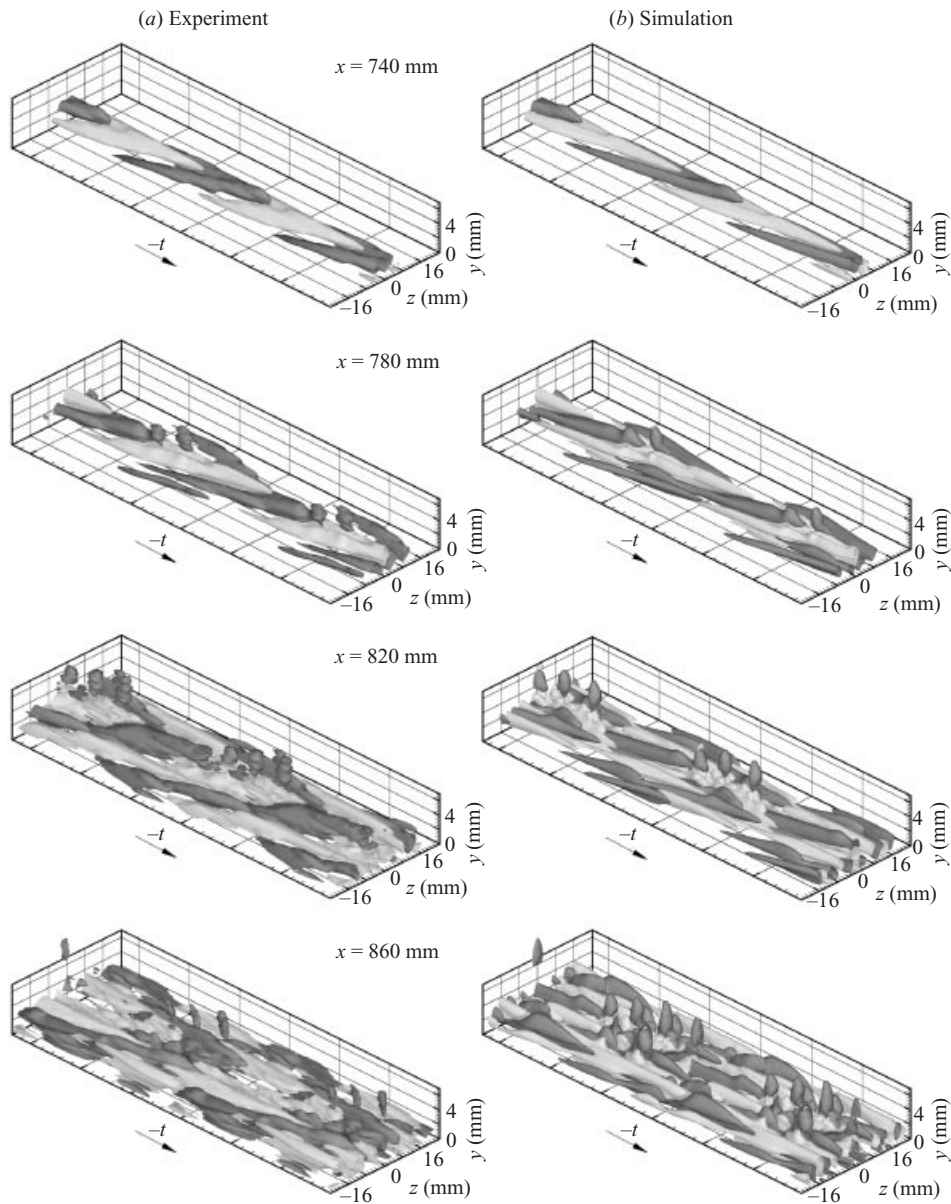 (a) Experiment
(b) Simulation
x = 740 mm
4
0
y (mm)
16
0
z (mm)
–16
–t
4
0
y (mm)
16
0
z (mm)
–16
–t
x = 780 mm
4
0
y (mm)
16
0
z (mm)
–16
–t
4
0
y (mm)
16
0
z (mm)
–16
–t
x = 820 mm
4
0
y (mm)
16
0
z (mm)
–16
–t
4
0
y (mm)
16
0
z (mm)
–16
–t
x = 860 mm
4
0
y (mm)
16
0
z (mm)
–16
–t
4
0
y (mm)
16
0
z (mm)
–16
–t